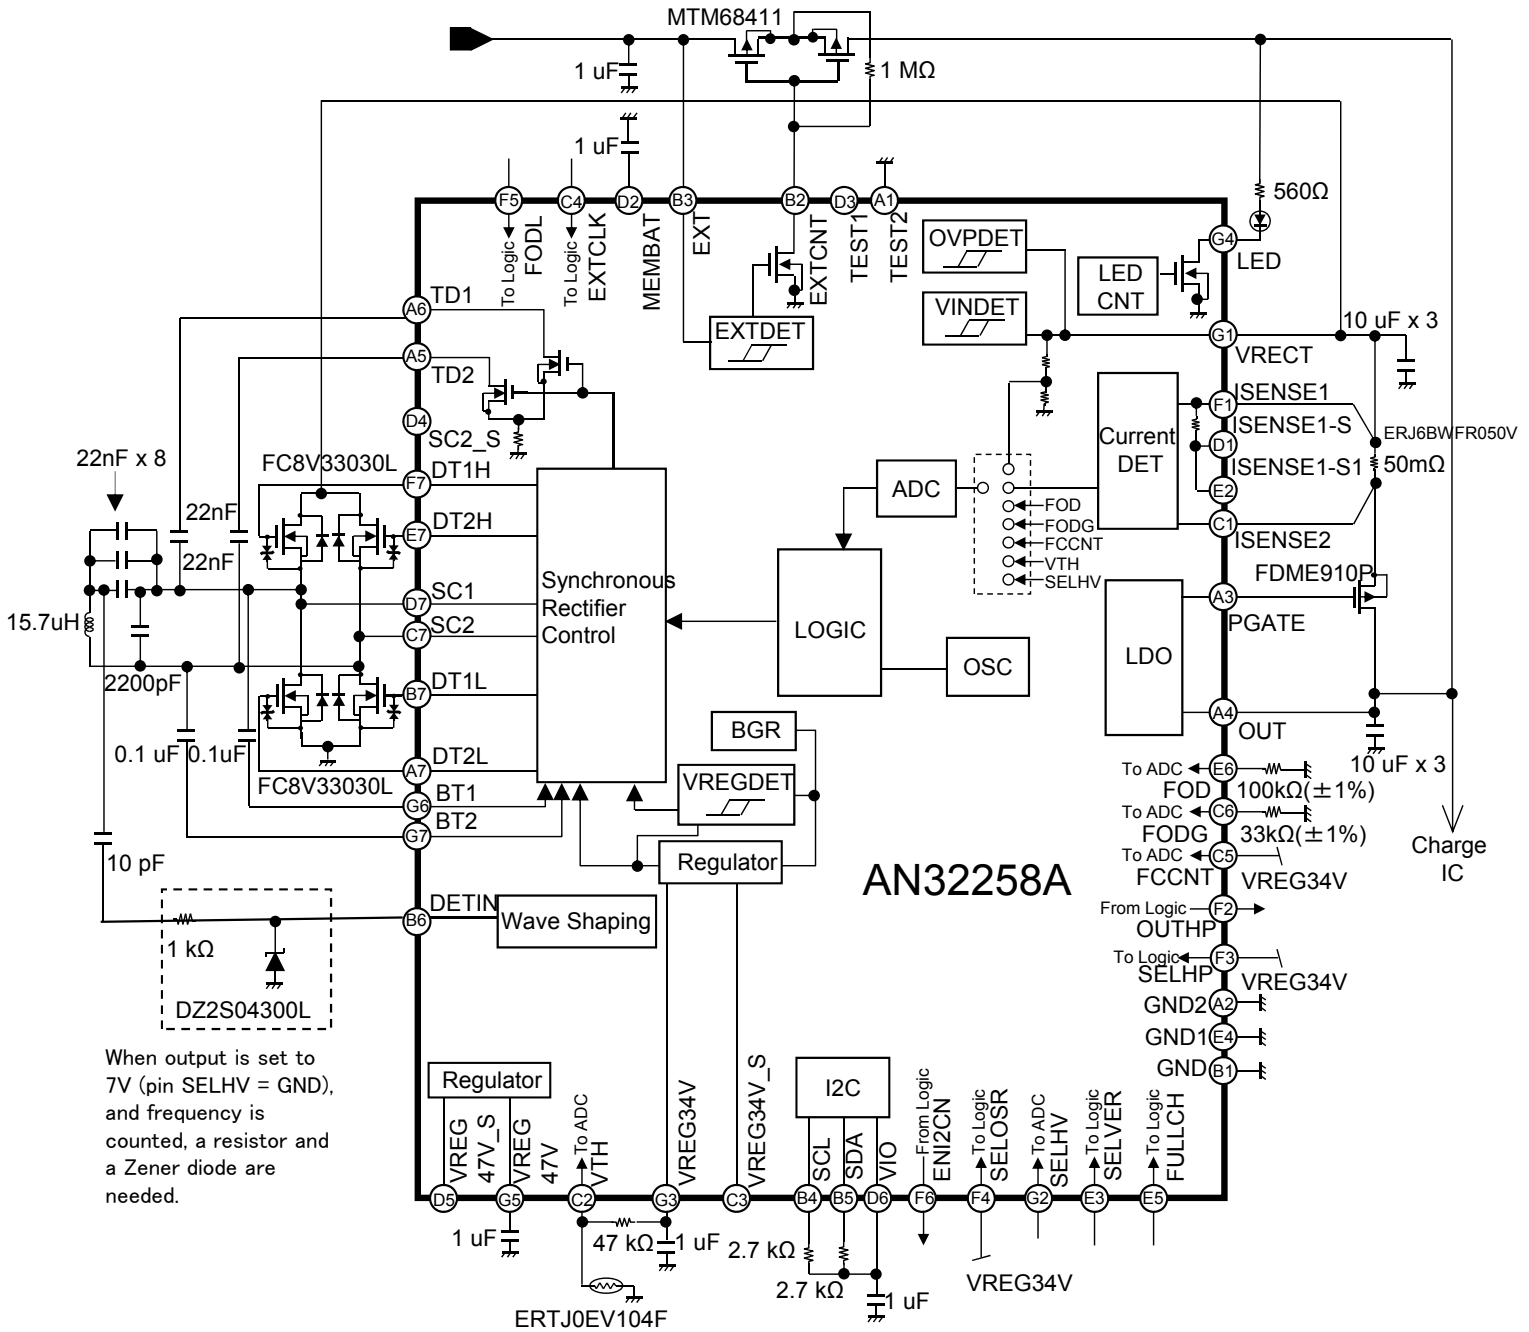 MTM68411
1 uF
1 MΩ
1 uF
560Ω
F5
C4
D2
B3
B2
D3
A1
To Logic
FODL
To Logic
EXTCLK
MEMBAT
EXT
EXTCNT
TEST1
TEST2
OVPDET
VINDET
EXTDET
LED
CNT
G4
LED
G1
VRECT
10 uF x 3
A6
TD1
A5
TD2
D4
SC2_S
F7
DT1H
E7
DT2H
D7
SC1
C7
SC2
B7
DT1L
A7
DT2L
G6
BT1
G7
BT2
B6
DETIN
22nF x 8
22nF
22nF
FC8V33030L
15.7uH
2200pF
0.1 uF
0.1uF
FC8V33030L
10 pF
1 kΩ
DZ2S04300L
When output is set to
7V (pin SELHV = GND),
and frequency is
counted, a resistor and
a Zener diode are
needed.
Synchronous
Rectifier
Control
Wave Shaping
ADC
LOGIC
OSC
BGR
VREGDET
Regulator
FOD
FODG
FCCNT
VTH
SELHV
Current
DET
LDO
F1
ISENSE1
ISENSE1-S
D1
ISENSE1-S1
E2
C1
ISENSE2
ERJ6BWFR050V
50mΩ
FDME910P
A3
PGATE
A4
OUT
10 uF x 3
To ADC
E6
FOD
100kΩ(±1%)
To ADC
C6
FODG
33kΩ(±1%)
To ADC
C5
FCCNT
VREG34V
From Logic
F2
OUTHP
To Logic
F3
SELHP
VREG34V
GND2
A2
GND1
E4
GND
B1
Charge
IC
AN32258A
Regulator
VREG
47V_S
VREG
47V
To ADC
VTH
VREG34V
VREG34V_S
I2C
SCL
SDA
VIO
From Logic
ENI2CN
To Logic
SELOSR
To ADC
SELHV
To Logic
SELVER
To Logic
FULLCH
D5
G5
C2
G3
C3
B4
B5
D6
F6
F4
G2
E3
E5
1 uF
47 kΩ
1 uF
2.7 kΩ
2.7 kΩ
1 uF
VREG34V
ERTJ0EV104F